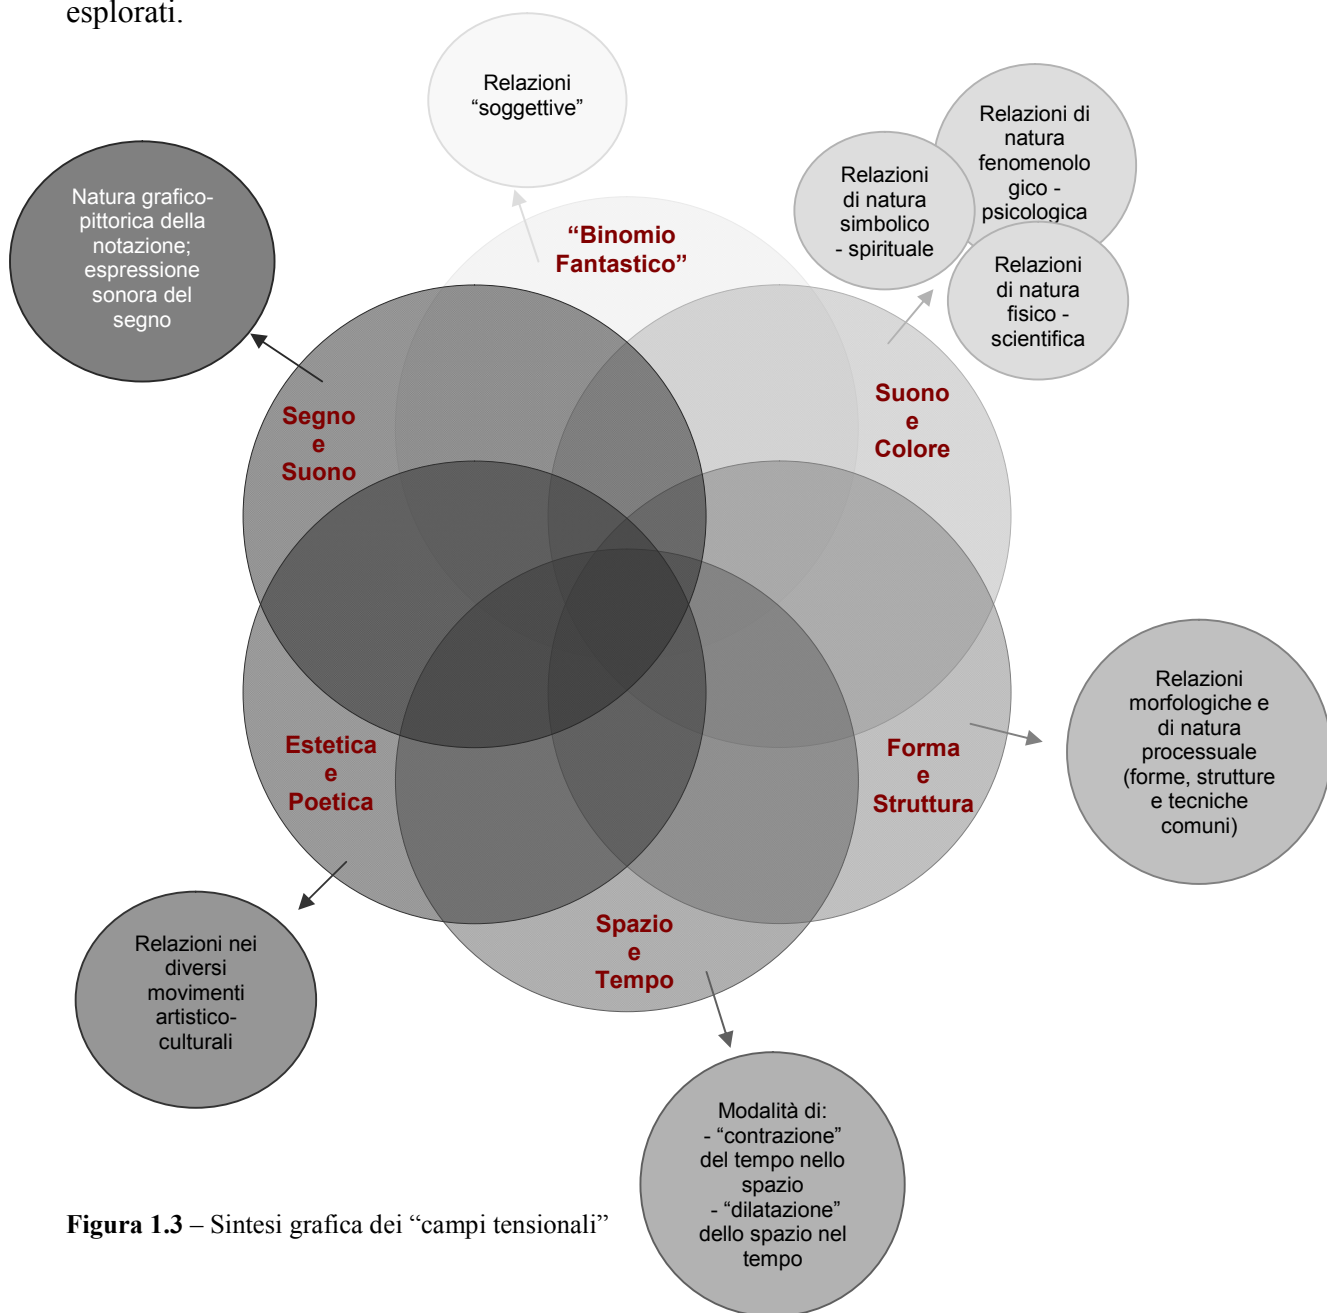 esplorati.
Relazioni
“soggettive”
Relazioni di
natura
fenomenolo
gico -
psicologica
Relazioni
di natura
simbolico
- spirituale
Relazioni
di natura
fisico -
scientifica
Natura grafico-
pittorica della
notazione;
espressione
sonora del
segno
“Binomio
Fantastico”
Segno
e
Suono
Suono
e
Colore
Estetica
e
Poetica
Forma
e
Struttura
Relazioni
morfologiche e
di natura
processuale
(forme, strutture
e tecniche
comuni)
Spazio
e
Tempo
Relazioni nei
diversi
movimenti
artistico-
culturali
Modalità di:
- “contrazione”
del tempo nello
spazio
- “dilatazione”
dello spazio nel
tempo
Figura 1.3 – Sintesi grafica dei “campi tensionali”